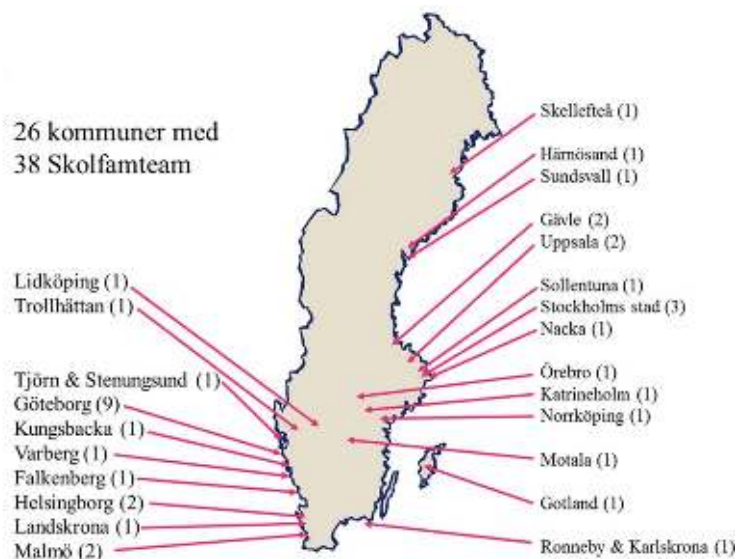 26 kommuner med
38 Skolfamteam
Lidköping (1)
Trollhättan (1)
Tjörn & Stenungsund (1)
Göteborg (9)
Kungsbacka (1)
Varberg (1)
Falkenberg (1)
Helsingborg (2)
Landskrona (1)
Malmö (2)
Skellefteå (1)
Härnösand (1)
Sundsvall (1)
Gävle (2)
Uppsala (2)
Sollentuna (1)
Stockholms stad (3)
Nacka (1)
Örebro (1)
Katrineholm (1)
Norrköping (1)
Motala (1)
Gotland (1)
Ronneby & Karlskrona (1)